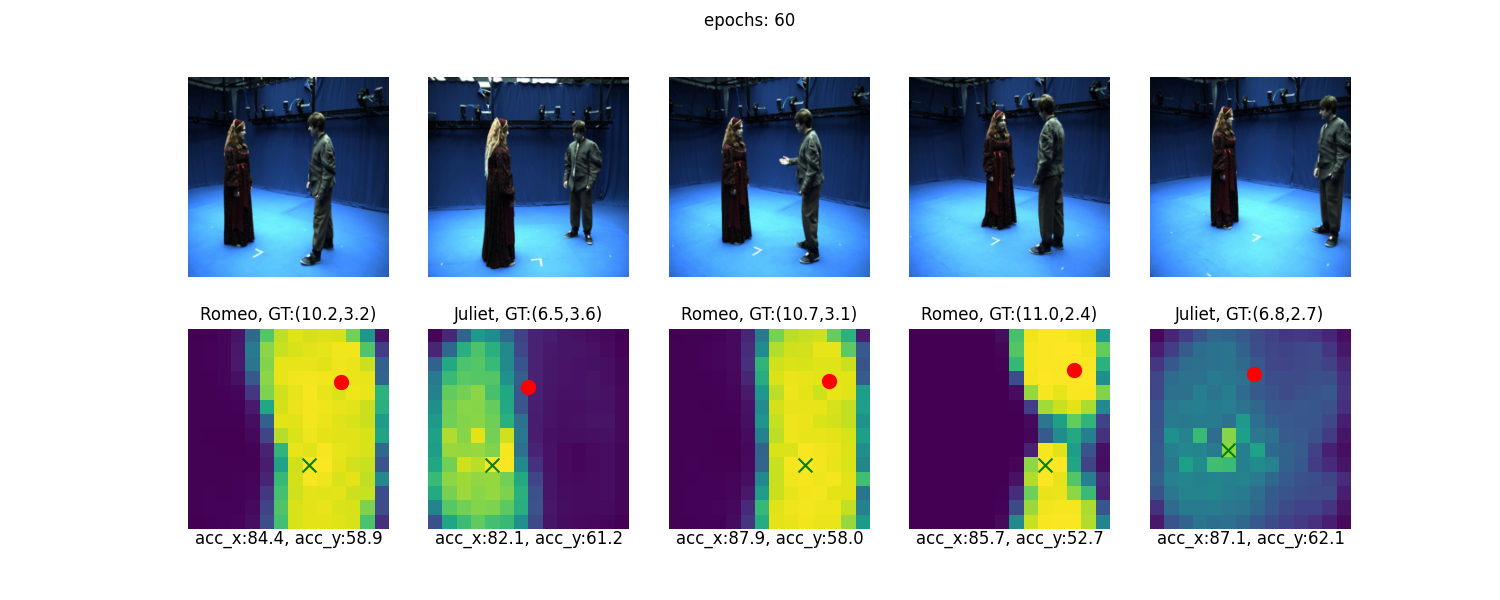 epochs: 60
Romeo, GT:(10.2,3.2)
Juliet, GT:(6.5,3.6)
Romeo, GT:(10.7,3.1)
Romeo, GT:(11.0,2.4)
Juliet, GT:(6.8,2.7)
acc_x:84.4, acc_y:58.9
acc_x:82.1, acc_y:61.2
acc_x:87.9, acc_y:58.0
acc_x:85.7, acc_y:52.7
acc_x:87.1, acc_y:62.1